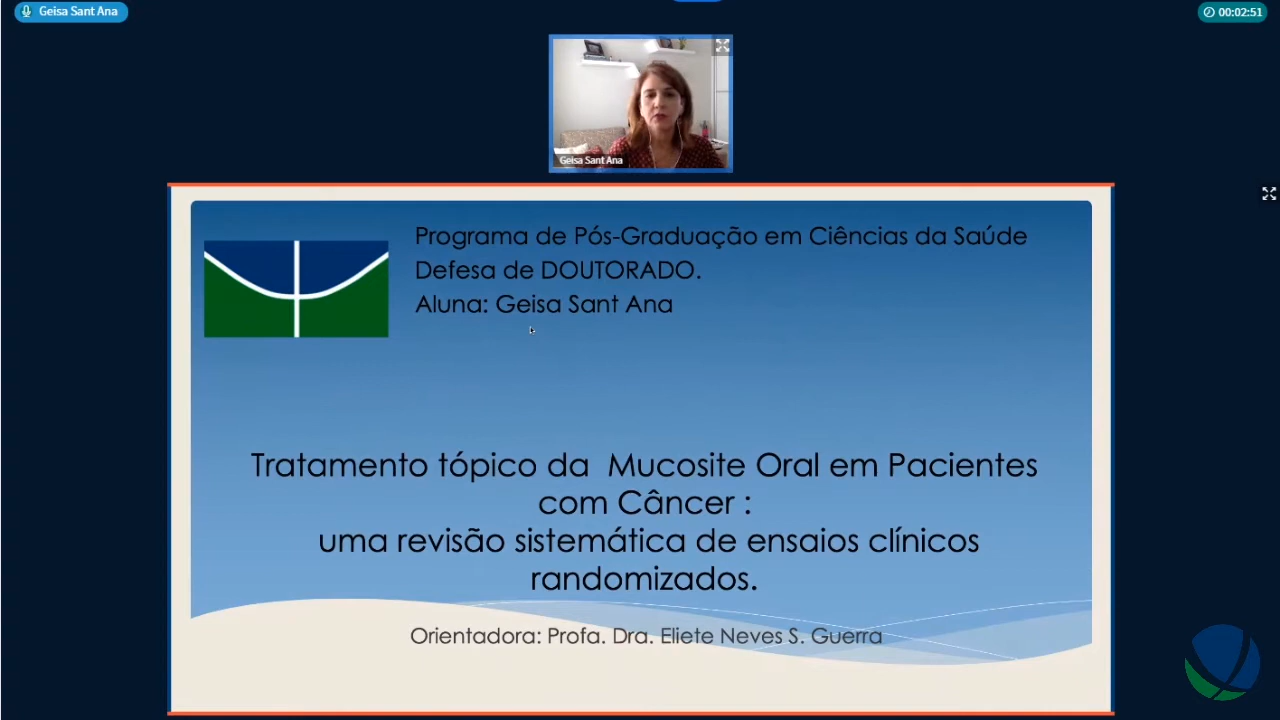 Geisa Sant Ana
00:02:51
Geisa Sant Ana
Programa de Pós-Graduação em Ciências da Saúde
Defesa de DOUTORADO.
Aluna: Geisa Sant Ana
Tratamento tópico da  Mucosite Oral em Pacientes
com Câncer :
uma revisão sistemática de ensaios clínicos
randomizados.
Orientadora: Profa. Dra. Eliete Neves S. Guerra